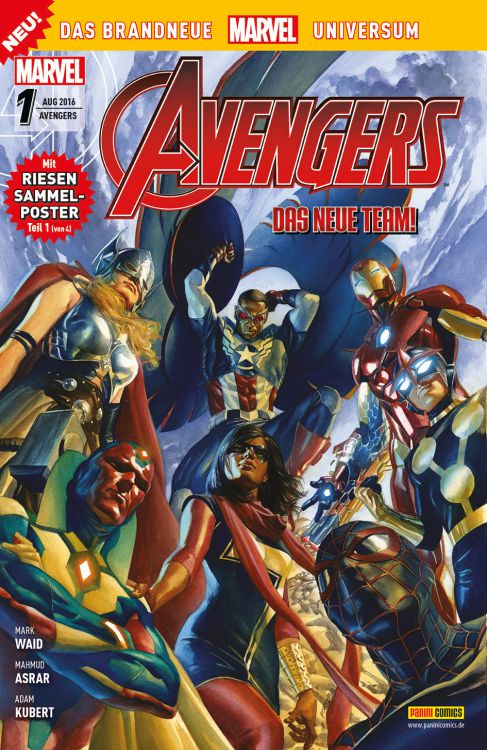 NEU!
DAS BRANDNEUE MARVEL UNIVERSUM
MARVEL
1 AUG 2016
AVENGERS
AVENGERS™
DAS NEUE TEAM!
Mit
RIESEN
SAMMEL-
POSTER
Teil 1 (von 4)
MARK
WAID
MAHMUD
ASRAR
ADAM
KUBERT
PANINI COMICS
www.paninicomics.de